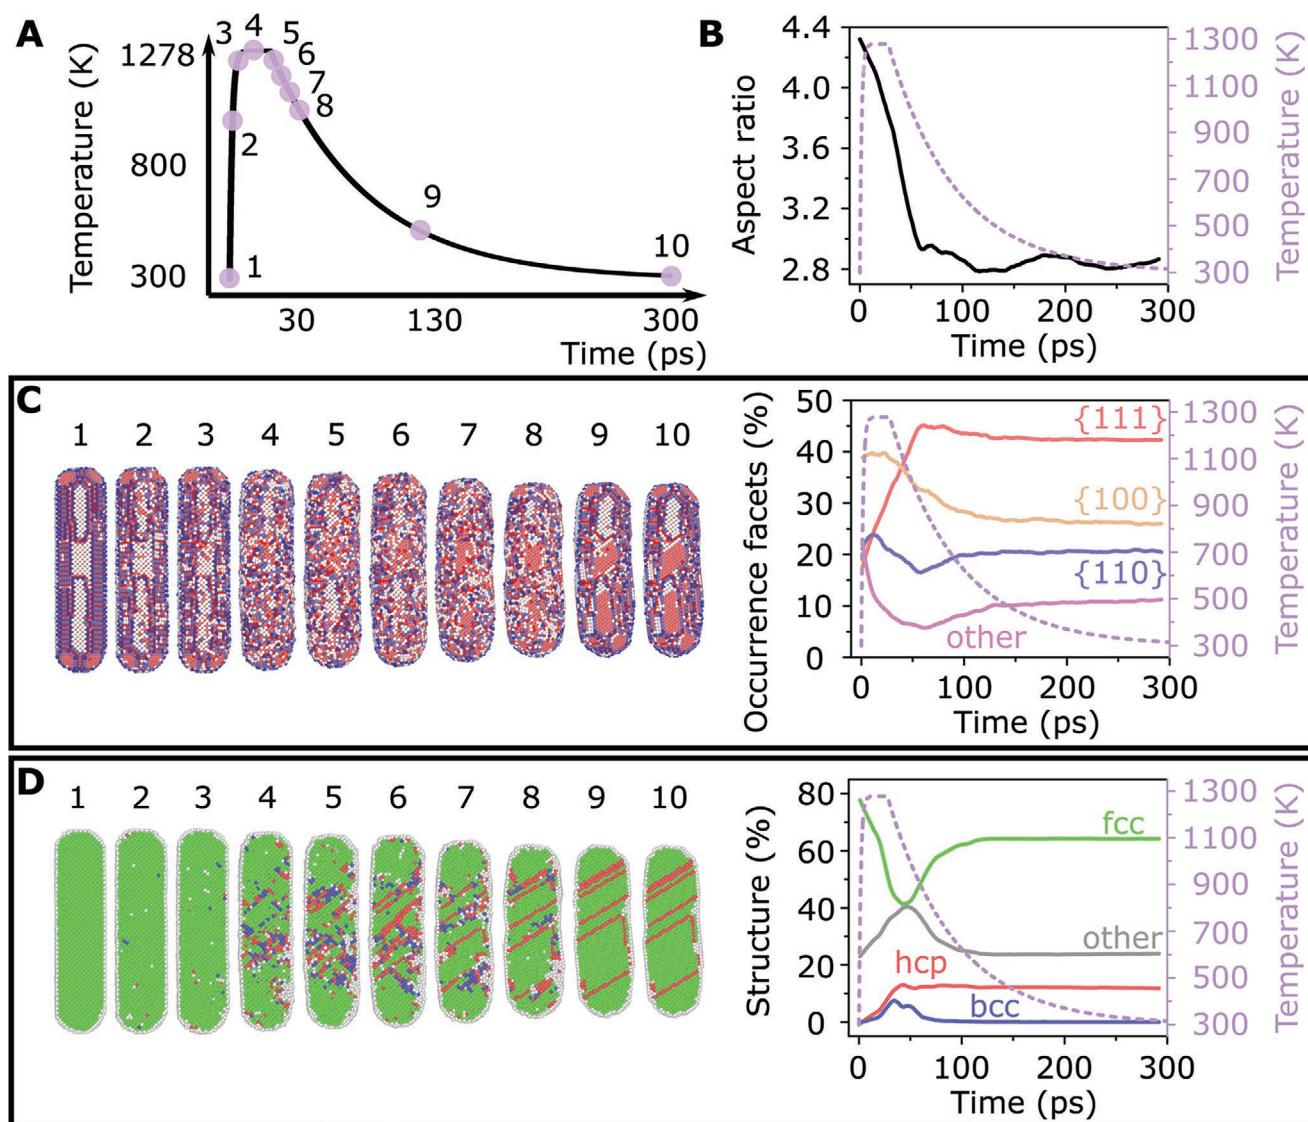 A
Temperature (K)
1278
800
300
1
2
3
4
5
6
7
8
9
10
30
130
300
Time (ps)
B
Aspect ratio
4.4
4.0
3.6
3.2
2.8
0
100
200
300
Time (ps)
1300
1100
900
700
500
300
Temperature (K)
C
1 2 3 4 5 6 7 8 9 10
Occurrence facets (%)
50
40
30
20
10
0
{111}
{100}
{110}
other
0
100
200
300
Time (ps)
1300
1100
900
700
500
300
Temperature (K)
D
1 2 3 4 5 6 7 8 9 10
Structure (%)
80
60
40
20
0
fcc
other
hcp
bcc
0
100
200
300
Time (ps)
1300
1100
900
700
500
300
Temperature (K)